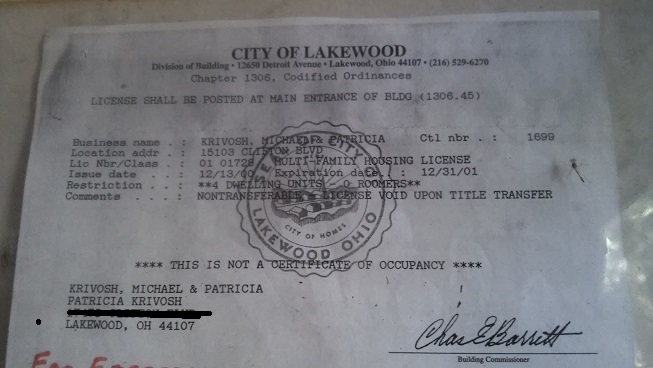 CITY OF LAKEWOOD
Division of Building • 12650 Detroit Avenue • Lakewood, Ohio 44107 • (216) 529-6270
Chapter 1306, Codified Ordinances
LICENSE SHALL BE POSTED AT MAIN ENTRANCE OF BLDG (1306.45)
Business name . : KRIVOSH, MICHAEL & PATRICIA Ctl nbr . : 1699
Location addr . : 15103 CLIFTON BLVD
Lic Nbr/Class . : 01 01728 MULTI-FAMILY HOUSING LICENSE
Issue date . . : 12/13/00 Expiration date. : 12/31/01
Restriction . . : **4 DWELLING UNITS 0 ROOMERS**
Comments . . . : NONTRANSFERABLE - LICENSE VOID UPON TITLE TRANSFER
SEAL OF CITY
CITY OF HOMES
LAKEWOOD OHIO
**** THIS IS NOT A CERTIFICATE OF OCCUPANCY ****
KRIVOSH, MICHAEL & PATRICIA
PATRICIA KRIVOSH
LAKEWOOD, OH 44107
Chas E Barrett
Building Commissioner
For